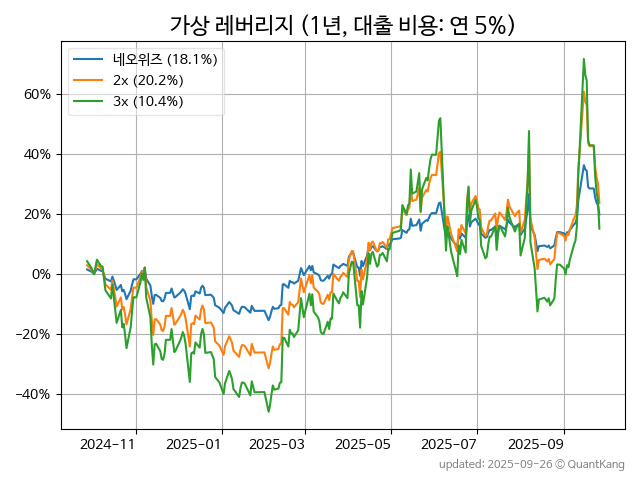 가상 레버리지 (1년, 대출 비용: 연 5%)
네오위즈 (18.1%)
2x (20.2%)
3x (10.4%)
60%
40%
20%
0%
−20%
−40%
2024-11
2025-01
2025-03
2025-05
2025-07
2025-09
updated: 2025-09-26 © QuantKang